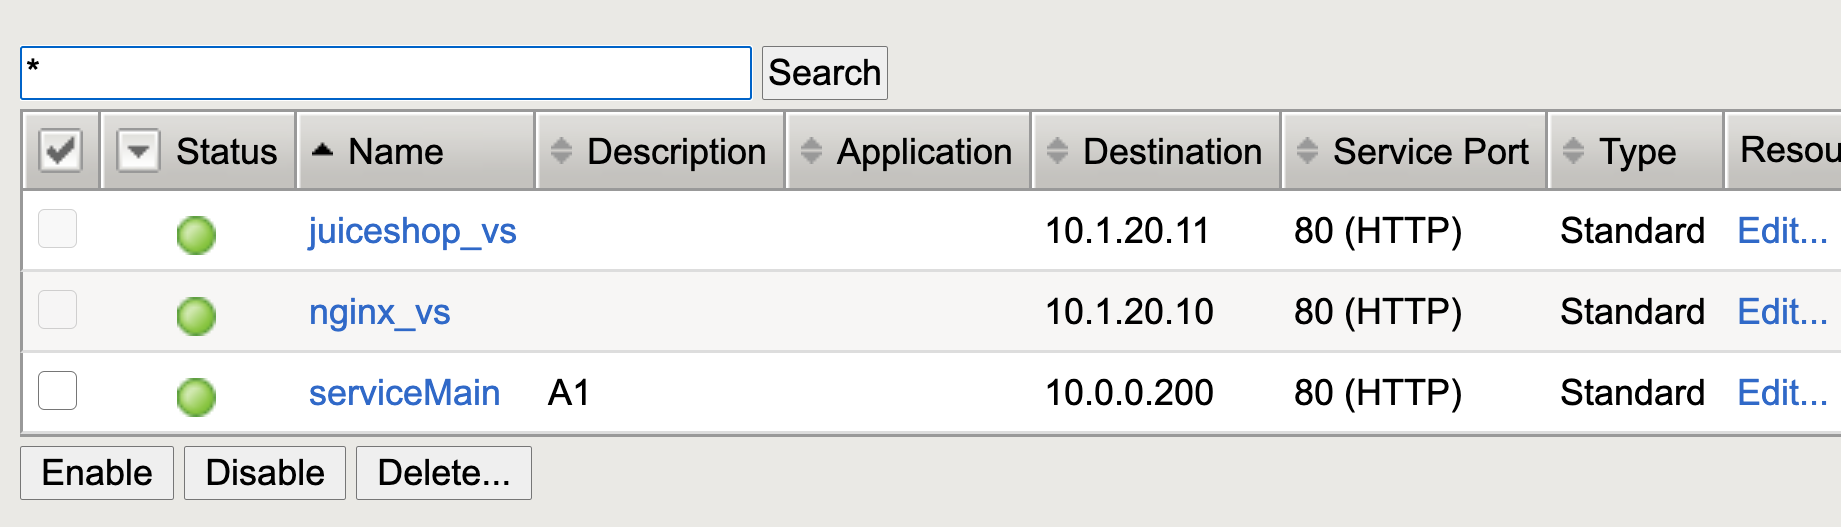 *
Search
Status Name Description Application Destination Service Port Type Resou
juiceshop_vs 10.1.20.11 80 (HTTP) Standard Edit...
nginx_vs 10.1.20.10 80 (HTTP) Standard Edit...
serviceMain A1 10.0.0.200 80 (HTTP) Standard Edit...
Enable Disable Delete...